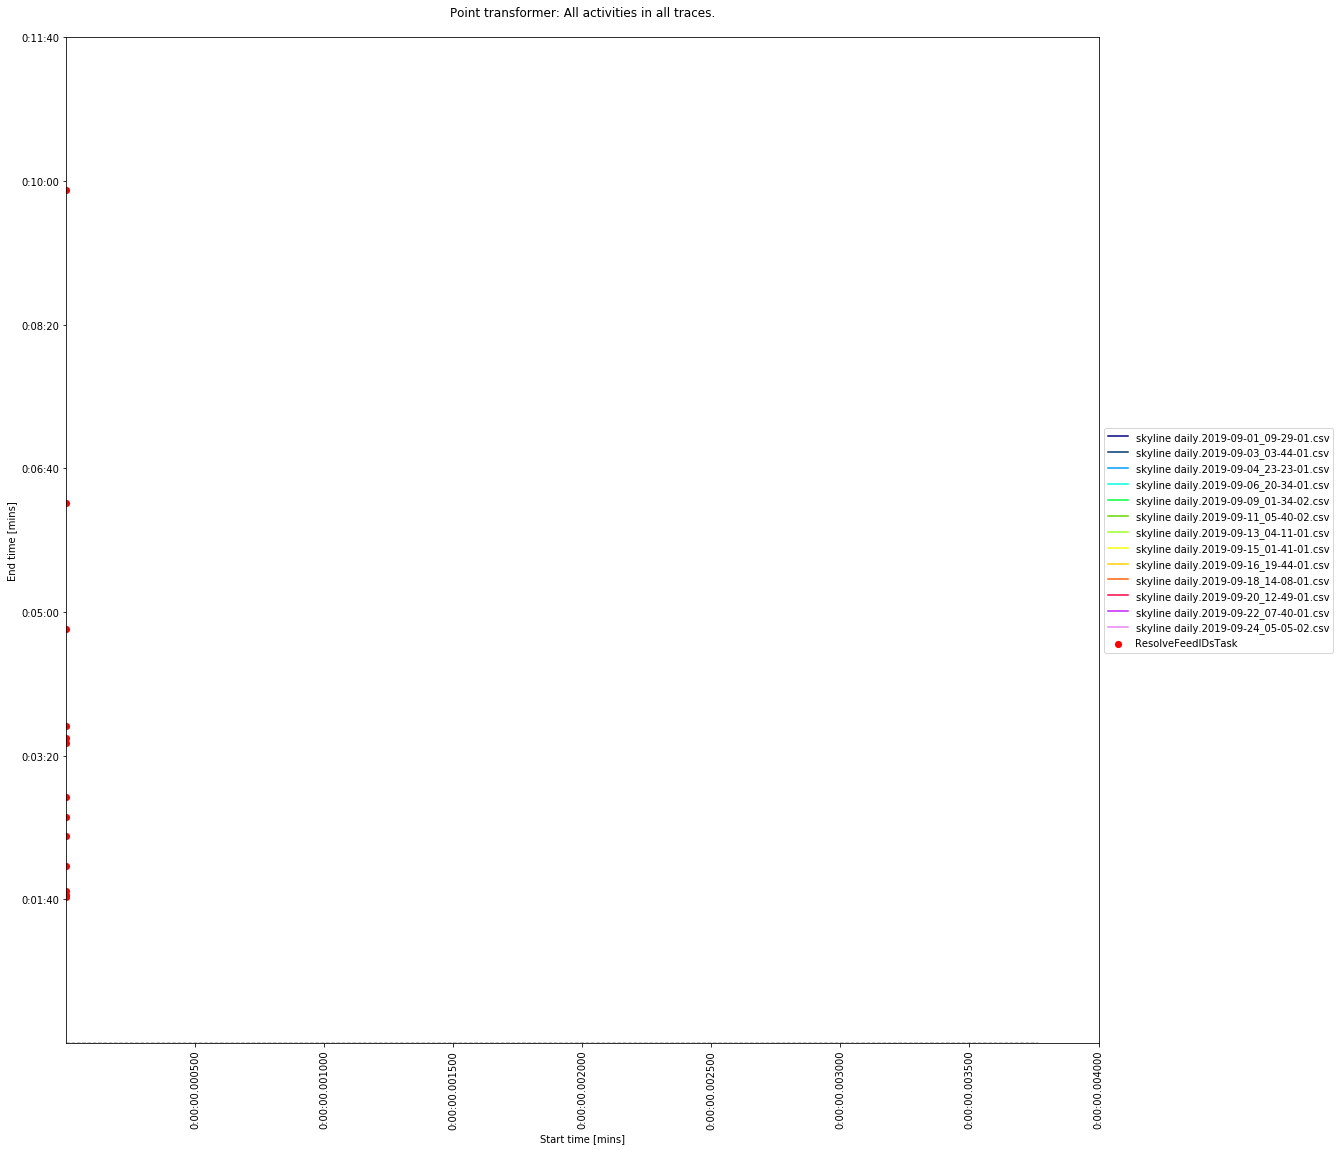 Point transformer: All activities in all traces.
0:11:40
0:10:00
0:08:20
0:06:40
0:05:00
0:03:20
0:01:40
End time [mins]
0:00:00.000500
0:00:00.001000
0:00:00.001500
0:00:00.002000
0:00:00.002500
0:00:00.003000
0:00:00.003500
0:00:00.004000
Start time [mins]
skyline daily.2019-09-01_09-29-01.csv
skyline daily.2019-09-03_03-44-01.csv
skyline daily.2019-09-04_23-23-01.csv
skyline daily.2019-09-06_20-34-01.csv
skyline daily.2019-09-09_01-34-02.csv
skyline daily.2019-09-11_05-40-02.csv
skyline daily.2019-09-13_04-11-01.csv
skyline daily.2019-09-15_01-41-01.csv
skyline daily.2019-09-16_19-44-01.csv
skyline daily.2019-09-18_14-08-01.csv
skyline daily.2019-09-20_12-49-01.csv
skyline daily.2019-09-22_07-40-01.csv
skyline daily.2019-09-24_05-05-02.csv
ResolveFeedIDsTask